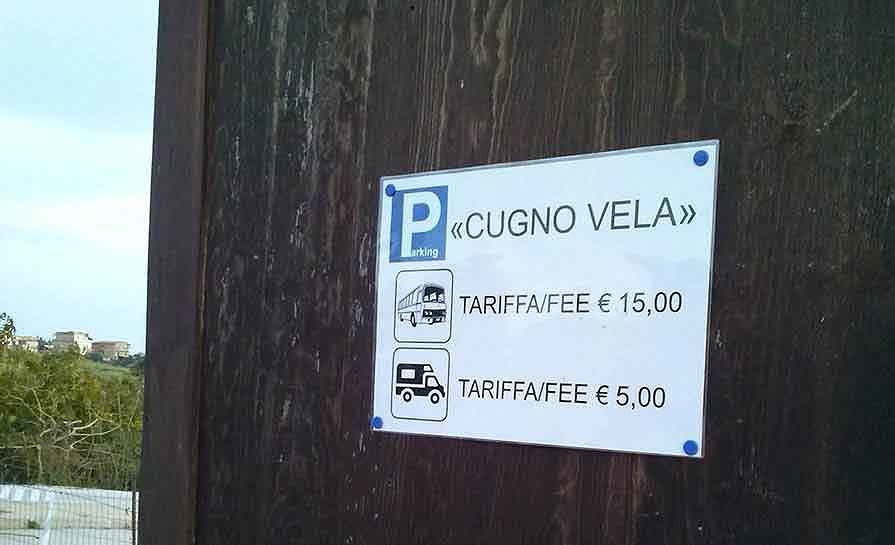 Parking
«CUGNO VELA»
TARIFFA/FEE € 15,00
TARIFFA/FEE € 5,00